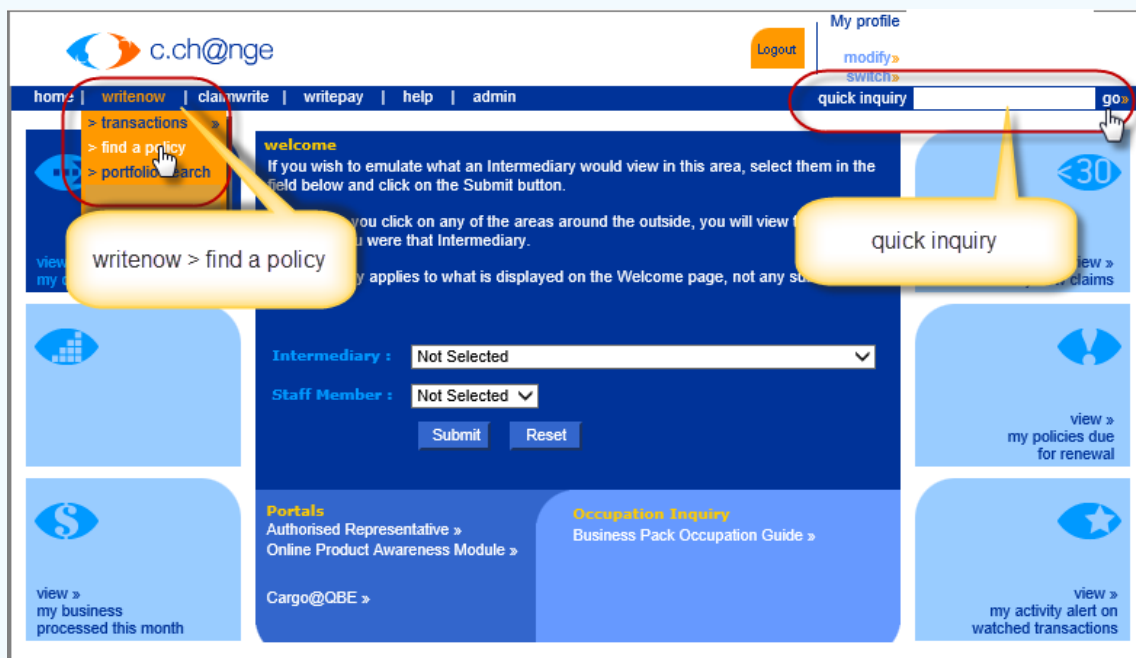 My profile
c.ch@nge
Logout
modify»
switch»
home | writenow | claimwrite | writepay | help | admin
quick inquiry
go»
> transactions »
> find a policy
> portfolio search
welcome
If you wish to emulate what an Intermediary would view in this area, select them in the
field below and click on the Submit button.
you click on any of the areas around the outside, you will view
were that Intermediary.
applies to what is displayed on the Welcome page, not any
writenow > find a policy
quick inquiry
<30
view
my
view »
claims
Intermediary :
Not Selected
Staff Member :
Not Selected
Submit
Reset
view »
my policies due
for renewal
Portals
Authorised Representative »
Online Product Awareness Module »
Cargo@QBE »
Occupation Inquiry
Business Pack Occupation Guide »
$
view »
my business
processed this month
view »
my activity alert on
watched transactions